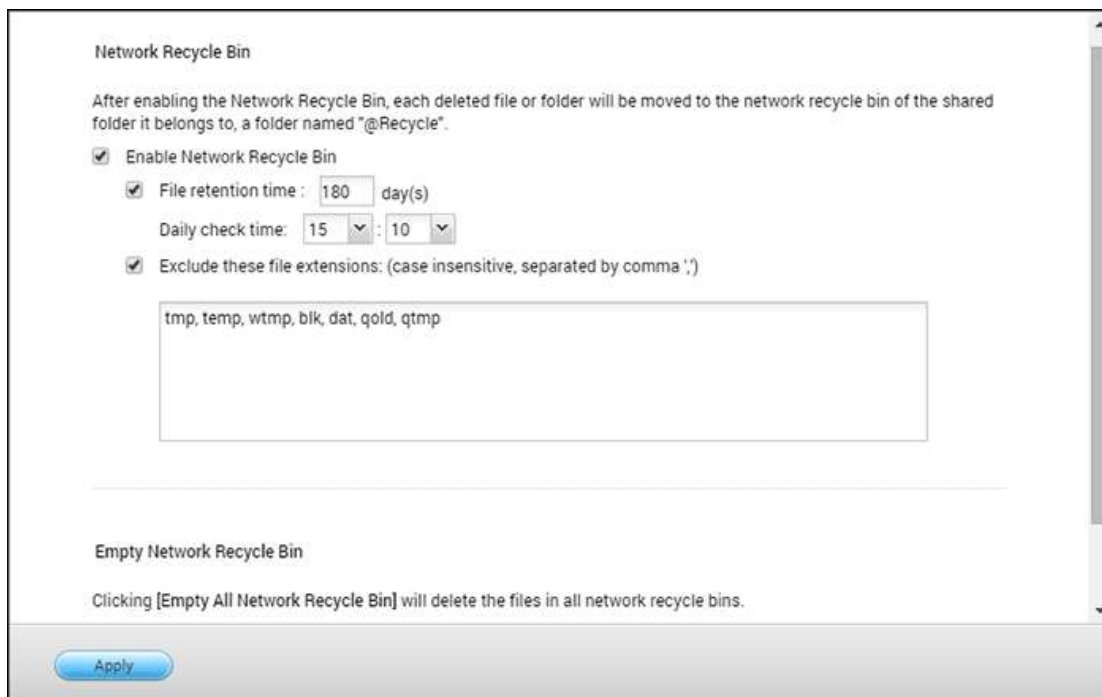 Network Recycle Bin
After enabling the Network Recycle Bin, each deleted file or folder will be moved to the network recycle bin of the shared
folder it belongs to, a folder named "@Recycle".
Enable Network Recycle Bin
File retention time : 180 day(s)
Daily check time: 15 : 10
Exclude these file extensions: (case insensitive, separated by comma ',')
tmp, temp, wtmp, blk, dat, qold, qtmp
Empty Network Recycle Bin
Clicking [Empty All Network Recycle Bin] will delete the files in all network recycle bins.
Apply